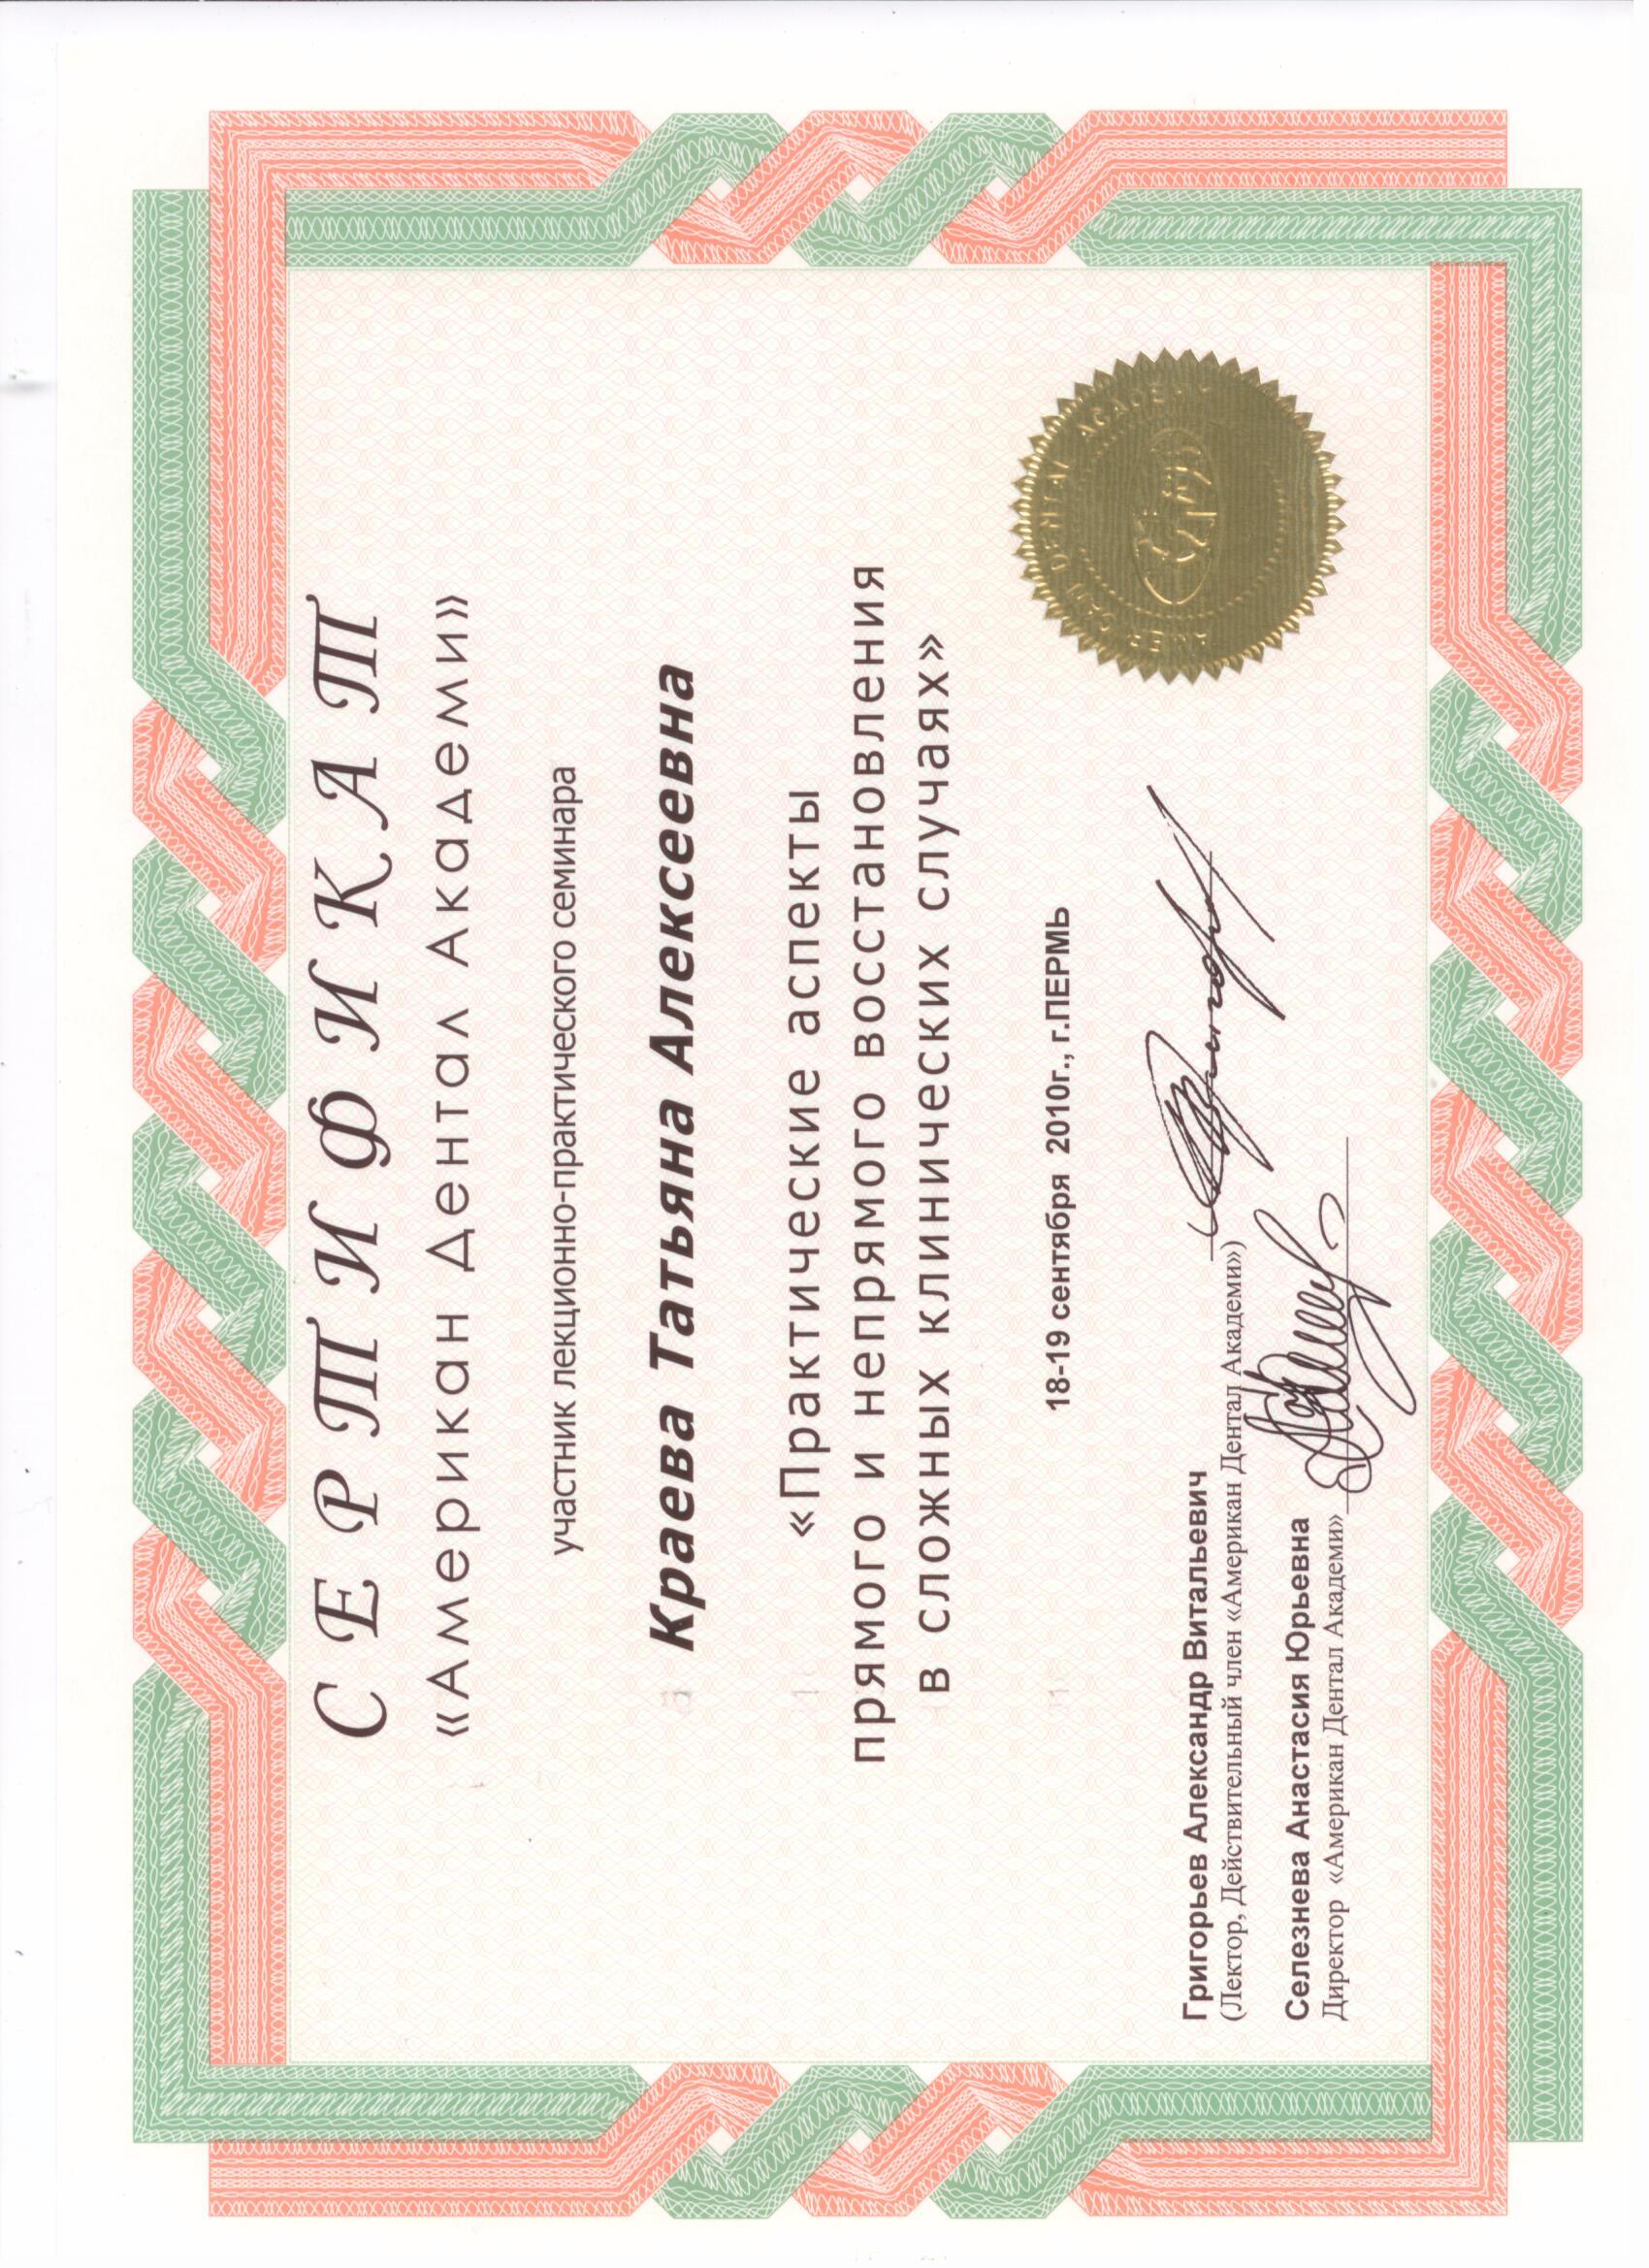 СЕРТИФИКАТ
«Американ Дентал Академи»
участник лекционно-практического семинара
Краева Татьяна Алексеевна
«Практические аспекты
прямого и непрямого восстановления
в сложных клинических случаях»
18-19 сентября 2010г., г.ПЕРМЬ
Григорьев Александр Витальевич
(Лектор, Действительный член «Американ Дентал Академи»)
Селезнева Анастасия Юрьевна
Директор «Американ Дентал Академи»
AMERICAN DENTAL ACADEMY